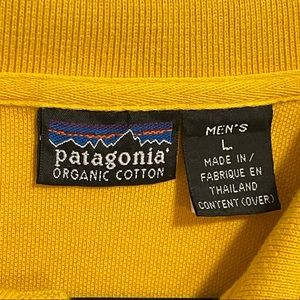 patagonia®
ORGANIC COTTON
MEN'S
L
MADE IN/
FABRIQUE EN
THAILAND
CONTENT (OVER)